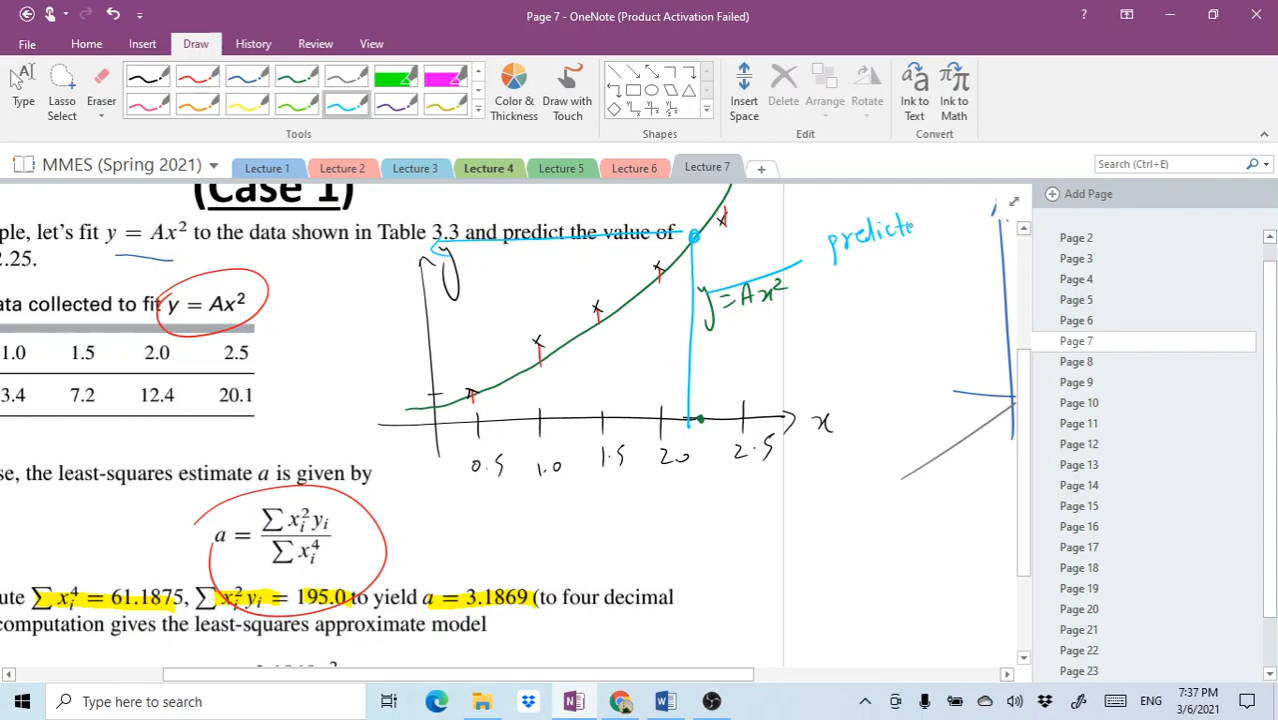 Page 7 - OneNote (Product Activation Failed)
File
Home
Insert
Draw
History
Review
View
Type
Lasso Select
Eraser
Color & Thickness
Draw with Touch
Insert Space
Delete
Arrange
Rotate
Ink to Text
Ink to Math
Tools
Shapes
Edit
Convert
MMES (Spring 2021)
Lecture 1
Lecture 2
Lecture 3
Lecture 4
Lecture 5
Lecture 6
Lecture 7
Search (Ctrl+E)
(Case 1)
ple, let's fit y = Ax² to the data shown in Table 3.3 and predict the value of
2.25.
ata collected to fit y = Ax²
1.0 1.5 2.0 2.5
3.4 7.2 12.4 20.1
y
y = Ax²
predicte
x
0.5 1.0 1.5 2.0 2.5
se, the least-squares estimate a is given by
a = ∑ xᵢ² yᵢ / ∑ xᵢ⁴
ute ∑ xᵢ⁴ = 61.1875, ∑ xᵢ² yᵢ = 195.0 to yield a = 3.1869 (to four decimal
computation gives the least-squares approximate model
Add Page
Page 2
Page 3
Page 4
Page 5
Page 6
Page 7
Page 8
Page 9
Page 10
Page 11
Page 12
Page 13
Page 14
Page 15
Page 16
Page 17
Page 18
Page 19
Page 20
Page 21
Page 22
Page 23
Type here to search
ENG
7:37 PM
3/6/2021